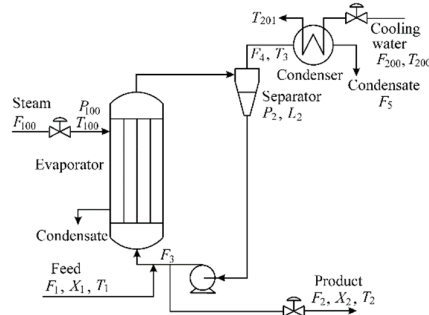 T201
Cooling
water
F200, T200
F4, T3
Condenser
Condensate
F5
Separator
P2, L2
Steam
F100
P100
T100
Evaporator
Condensate
F3
Feed
F1, X1, T1
Product
F2, X2, T2